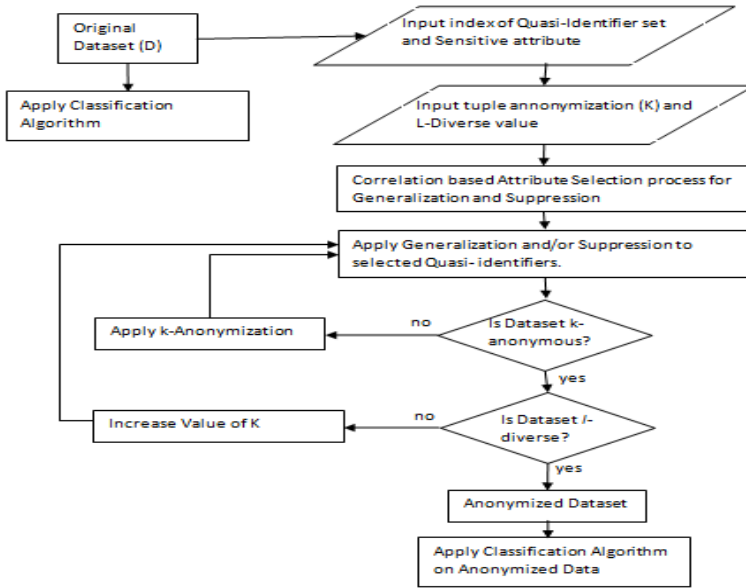 Original
Dataset (D)
Input index of Quasi-Identifier set
and Sensitive attribute
Apply Classification
Algorithm
Input tuple annonymization (K) and
L-Diverse value
Correlation based Attribute Selection process for
Generalization and Suppression
Apply Generalization and/or Suppression to
selected Quasi- identifiers.
Apply k-Anonymization
no
Is Dataset k-
anonymous?
yes
Increase Value of K
no
Is Dataset l-
diverse?
yes
Anonymized Dataset
Apply Classification Algorithm
on Anonymized Data